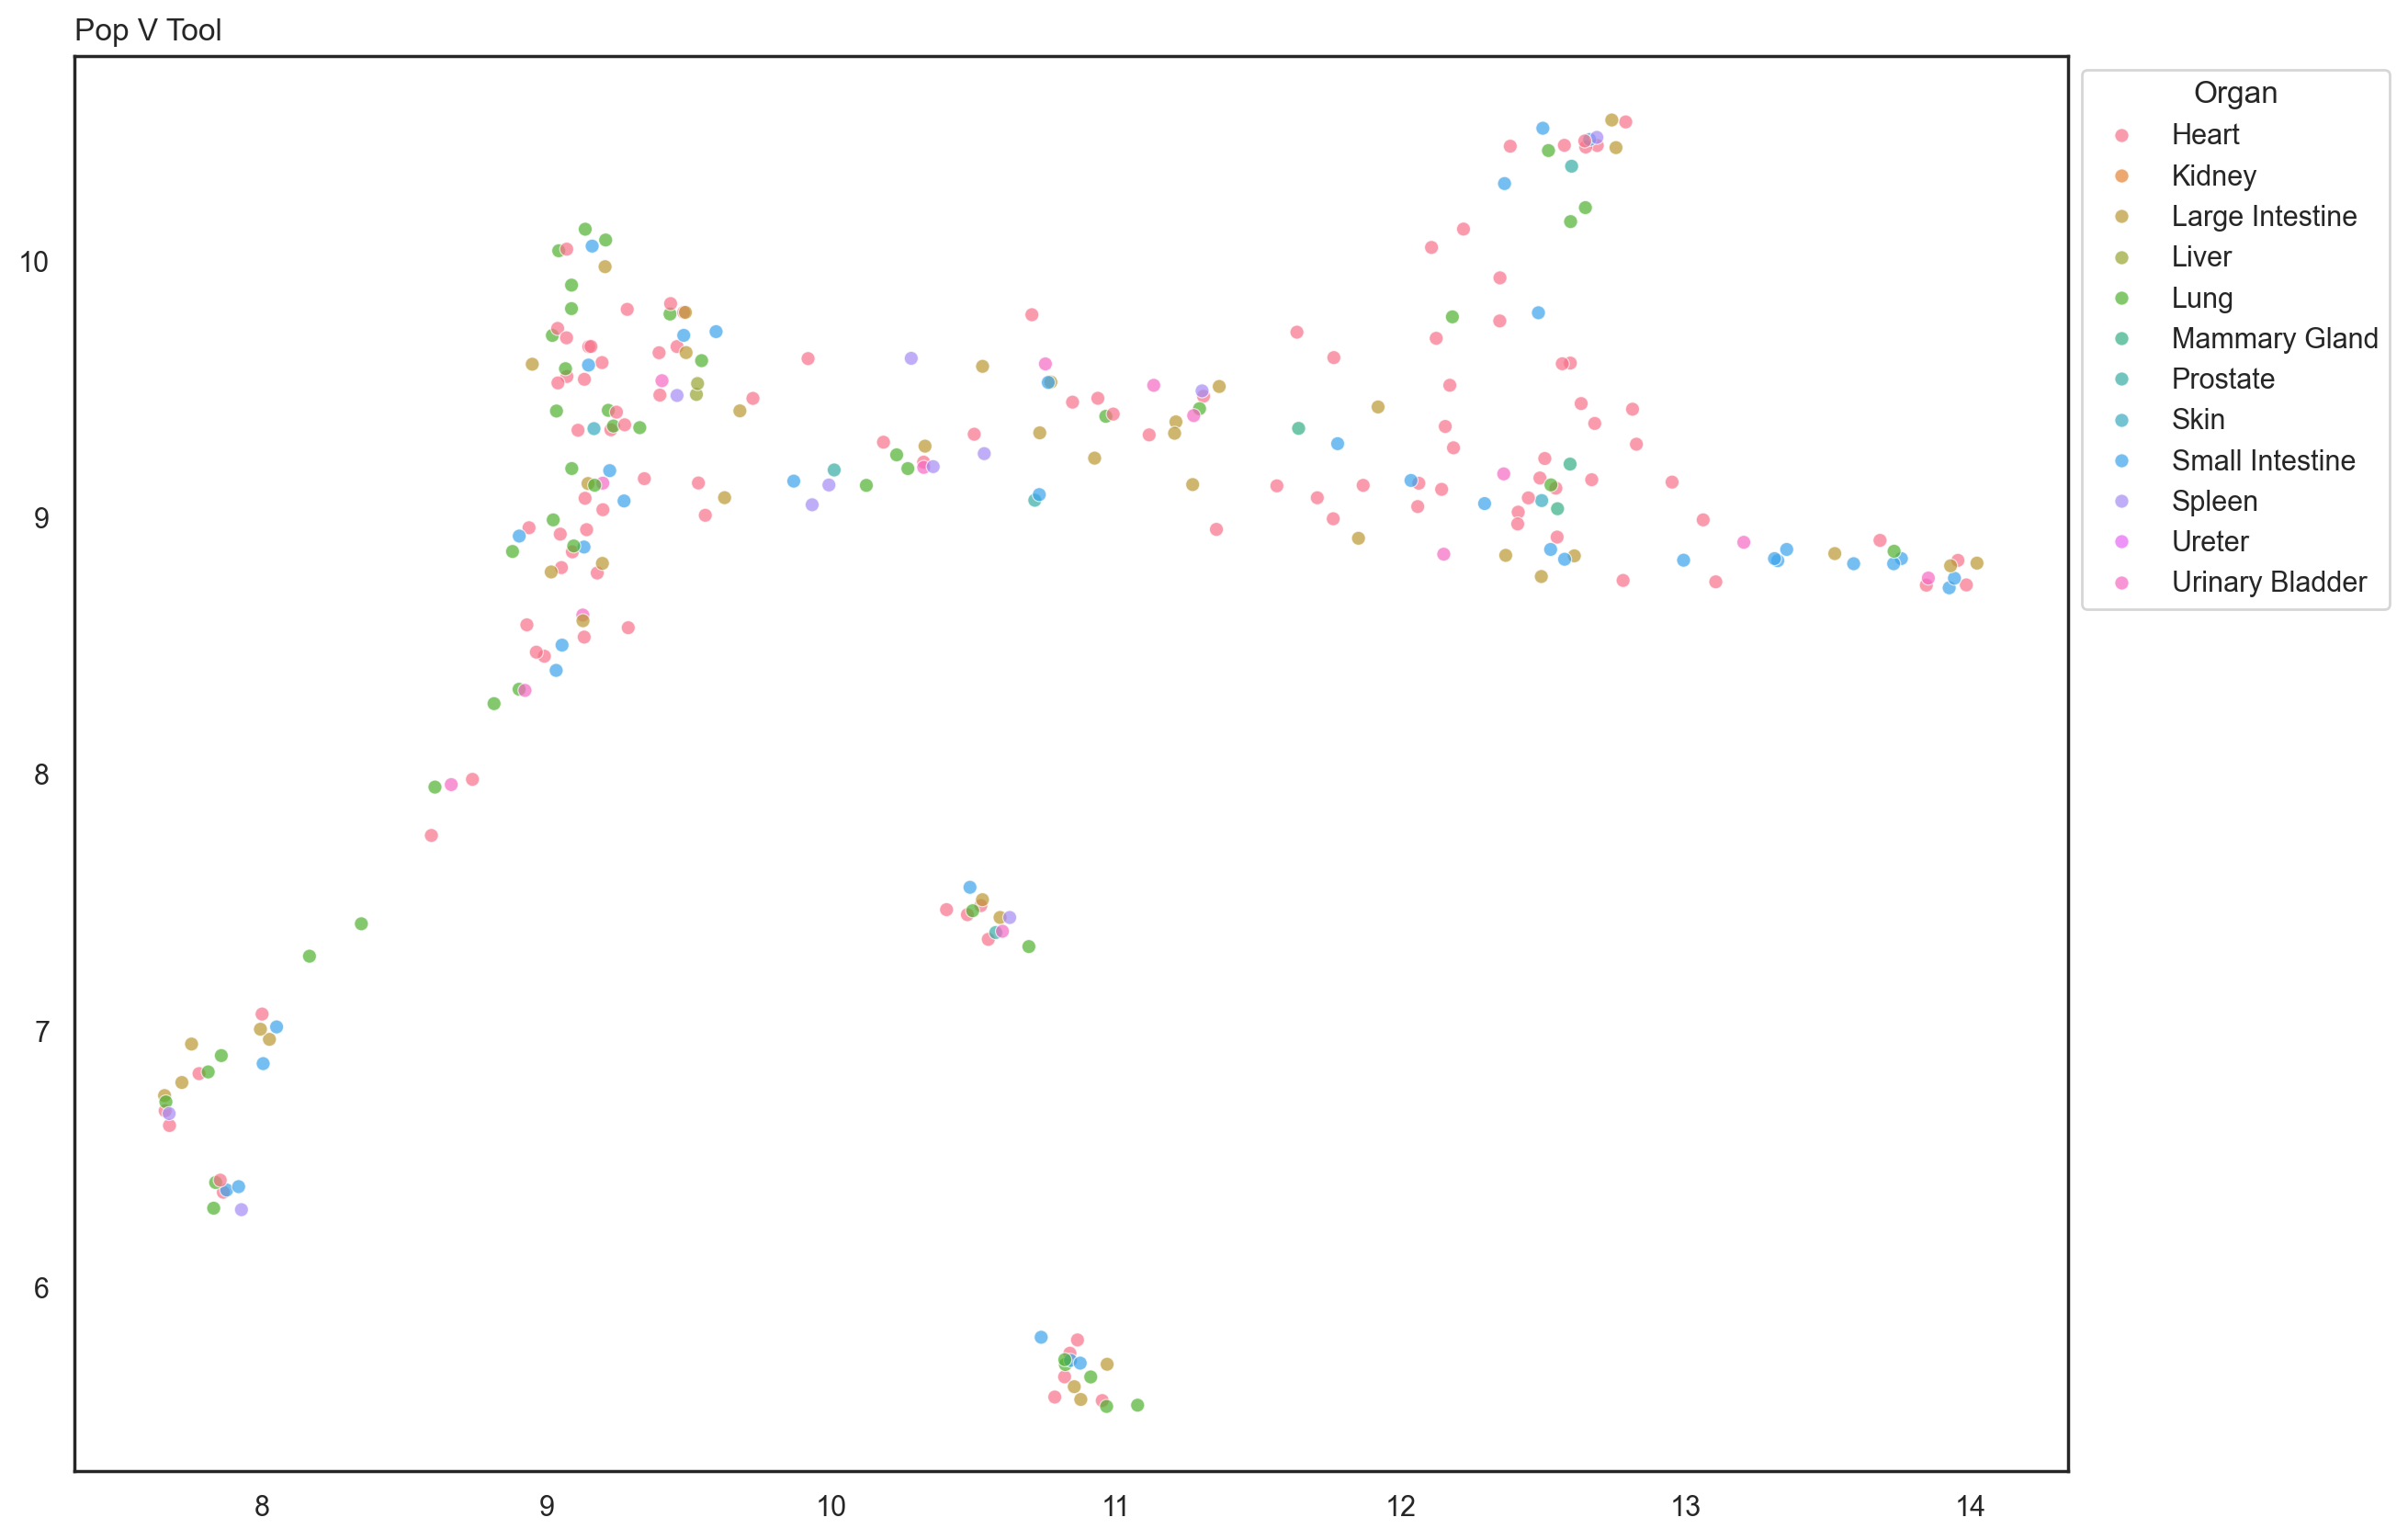 Pop V Tool
10
9
8
7
6
8 9 10 11 12 13 14
Organ
Heart
Kidney
Large Intestine
Liver
Lung
Mammary Gland
Prostate
Skin
Small Intestine
Spleen
Ureter
Urinary Bladder